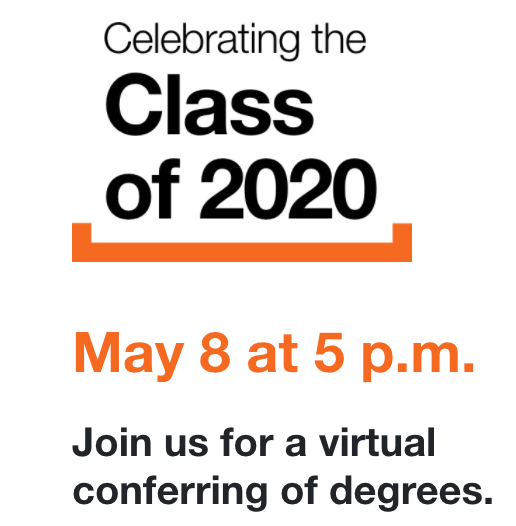 Celebrating the
Class
of 2020
May 8 at 5 p.m.
Join us for a virtual
conferring of degrees.